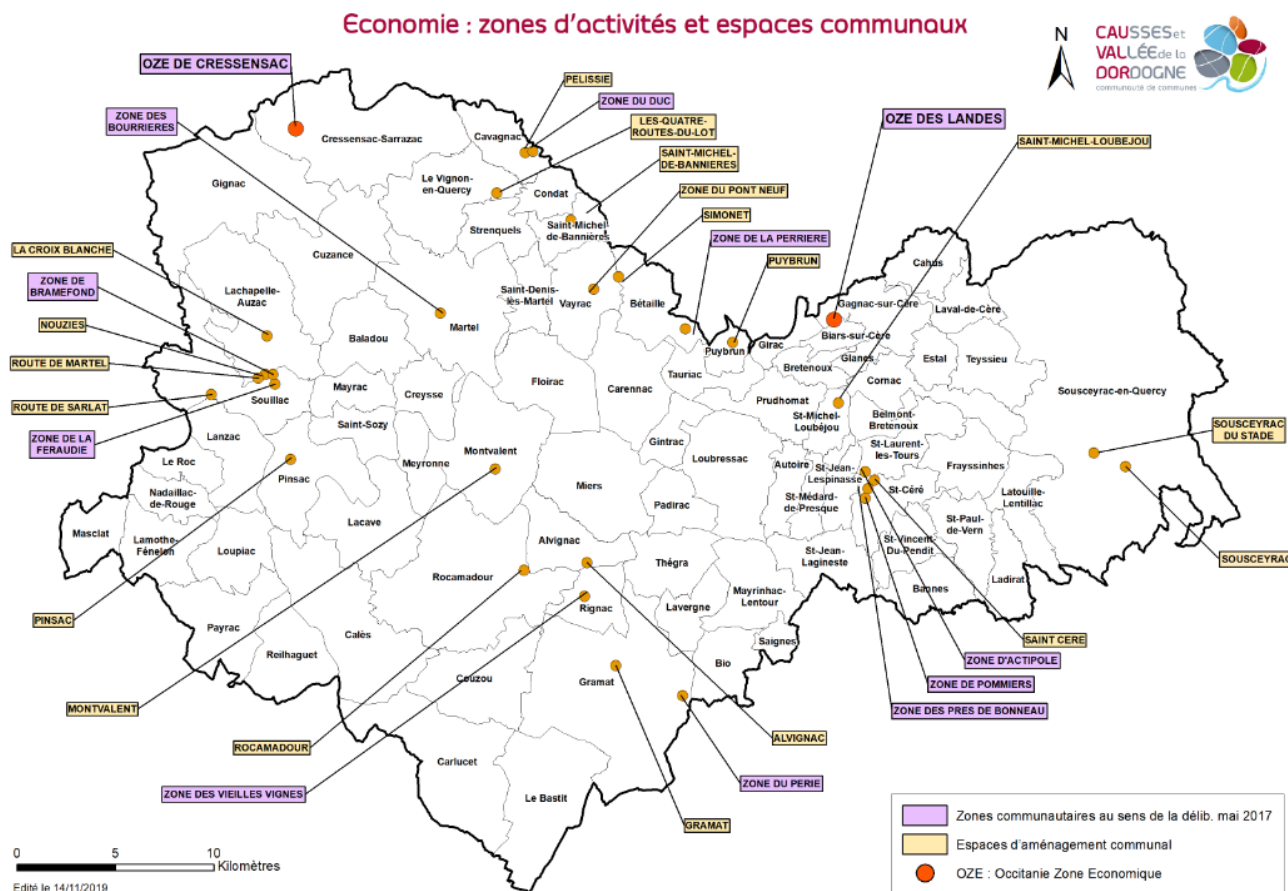 Economie : zones d'activités et espaces communaux
N
CAUSSES et
VALLÉE de la
DORDOGNE
communauté de communes
OZE DE CRESSENSAC
PELISSIE
ZONE DU DUC
ZONE DES
BOURRIERES
LES-QUATRE-
ROUTES-DU-LOT
OZE DES LANDES
SAINT-MICHEL-LOUBEJOU
Cressensac-Sarrazac
Cavagnac
SAINT-MICHEL-
DE-BANNIERES
Gignac
Le Vignon-
en-Quercy
Condat
ZONE DU PONT NEUF
SIMONET
Strenquels
Saint-Michel
de-Bannières
ZONE DE LA PERRIERE
LA CROIX BLANCHE
Cuzance
PUYBRUN
Cahus
ZONE DE
BRAMEFOND
Lachapelle-
Auzac
Saint-Denis-
lès-Martel
Vayrac
Bétaille
Gagnac-sur-Cère
Laval-de-Cère
NOUZIES
Martel
Biars-sur-Cère
Baladou
Puybrun
Girac
Glanes
Estal
Teyssieu
ROUTE DE MARTEL
Mayrac
Creysse
Floirac
Carennac
Tauriac
Bretenoux
Cornac
Sousceyrac-en-Quercy
ROUTE DE SARLAT
Souillac
Prudhomat
St-Michel-
Loubéjou
Belmont-
Bretenoux
SOUSCEYRAC
DU STADE
ZONE DE LA
FERAUDIE
Lanzac
Saint-Sozy
Gintrac
St-Laurent-
les-Tours
Le Roc
Pinsac
Meyronne
Montvalent
Loubressac
Autoire
St-Jean-
Lespinasse
Frayssinhes
Nadaillac-
de-Rouge
Miers
Padirac
St-Médard-
de-Presque
St-Céré
Latouille-
Lentillac
Masclat
Lamothe-
Fénelon
Loupiac
Lacave
Alvignac
St-Paul-
de-Vern
St-Vincent
Du-Pendit
SOUSCEYRAC
Thégra
St-Jean-
Lagineste
Rocamadour
Mayrinhac-
Lentour
Bannes
Ladirat
PINSAC
Payrac
Calès
Rignac
Lavergne
Saignes
SAINT CERE
Reilhaguet
Bio
ZONE D'ACTIPOLE
Couzou
Gramat
ZONE DE POMMIERS
MONTVALENT
ZONE DES PRES DE BONNEAU
ROCAMADOUR
ALVIGNAC
Carlucet
ZONE DES VIEILLES VIGNES
Le Bastit
ZONE DU PERIE
GRAMAT
Zones communautaires au sens de la délib. mai 2017
Espaces d'aménagement communal
OZE : Occitanie Zone Economique
0 5 10
Kilomètres
Edité le 14/11/2019